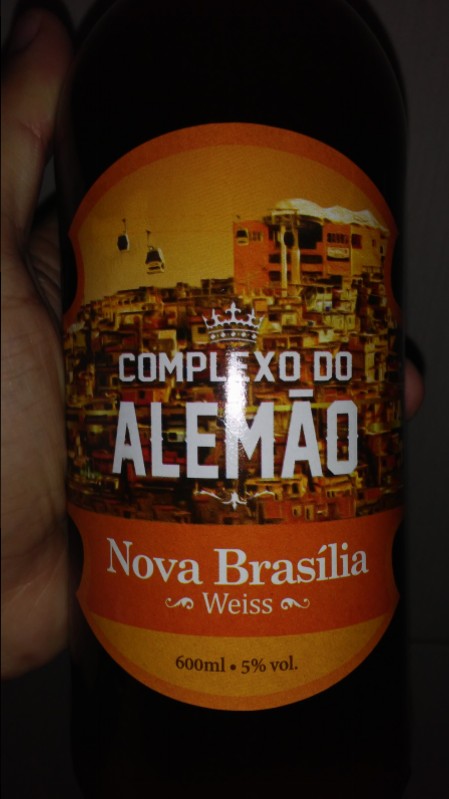 COMPLEXO DO
ALEMÃO
Nova Brasília
Weiss
600ml • 5% vol.